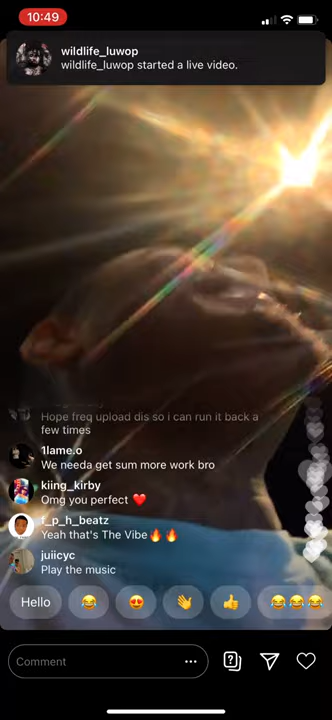 10:49
wildlife_luwop
wildlife_luwop started a live video.
Hope freq upload dis so i can run it back a
few times
1lame.o
We needa get sum more work bro
kiing_kirby
Omg you perfect ❤️
t_p_h_beatz
Yeah that's The Vibe🔥🔥
juiicyc
Play the music
Hello 😂 😍 👋 👍 😂😂😂
Comment